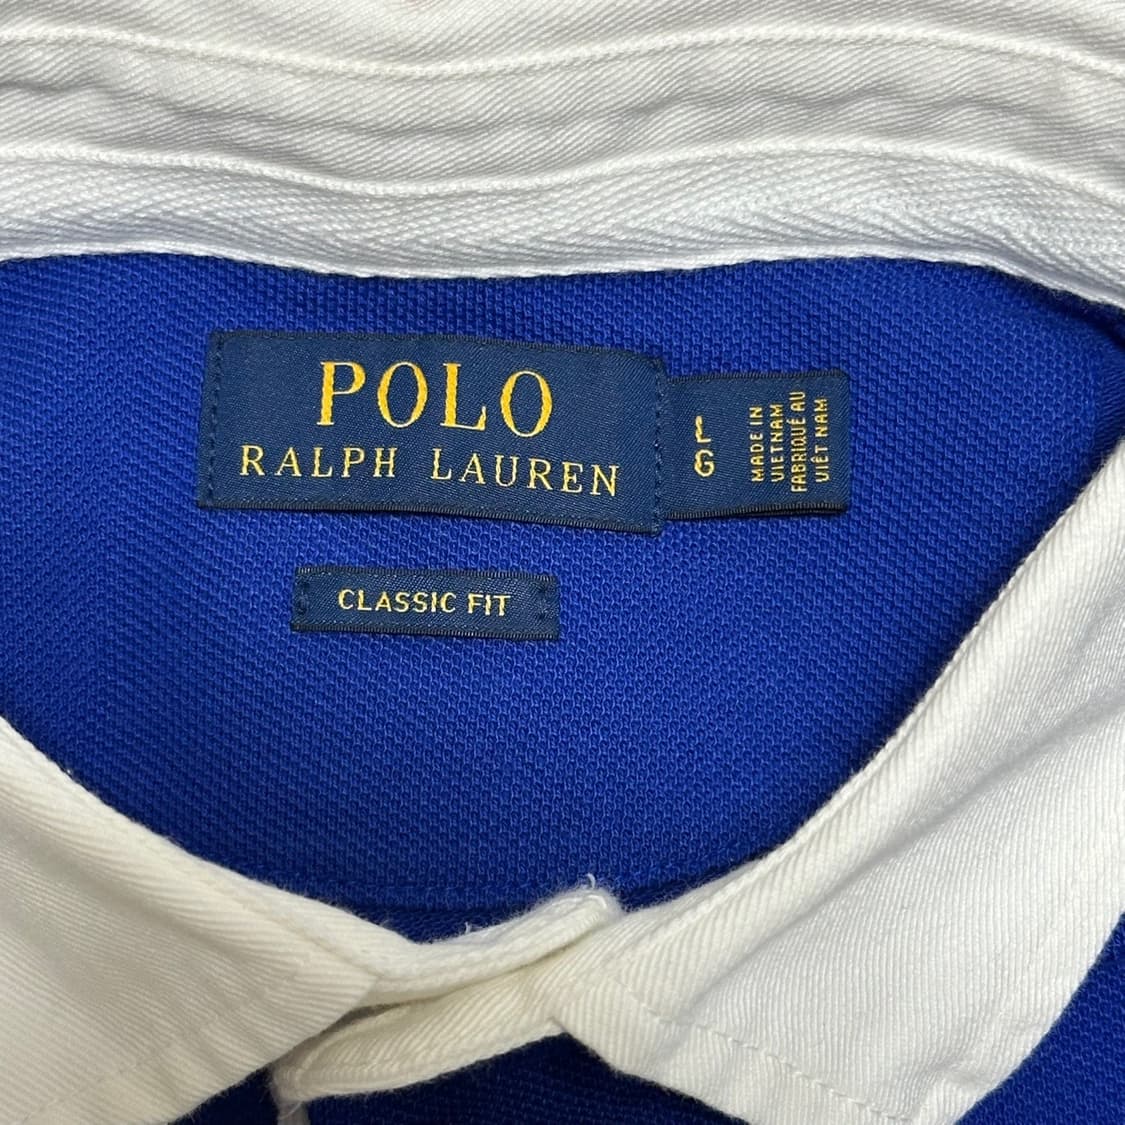 POLO
RALPH LAUREN
L
G
MADE IN
VIETNAM
FABRIQUÉ AU
VIÊT NAM
CLASSIC FIT